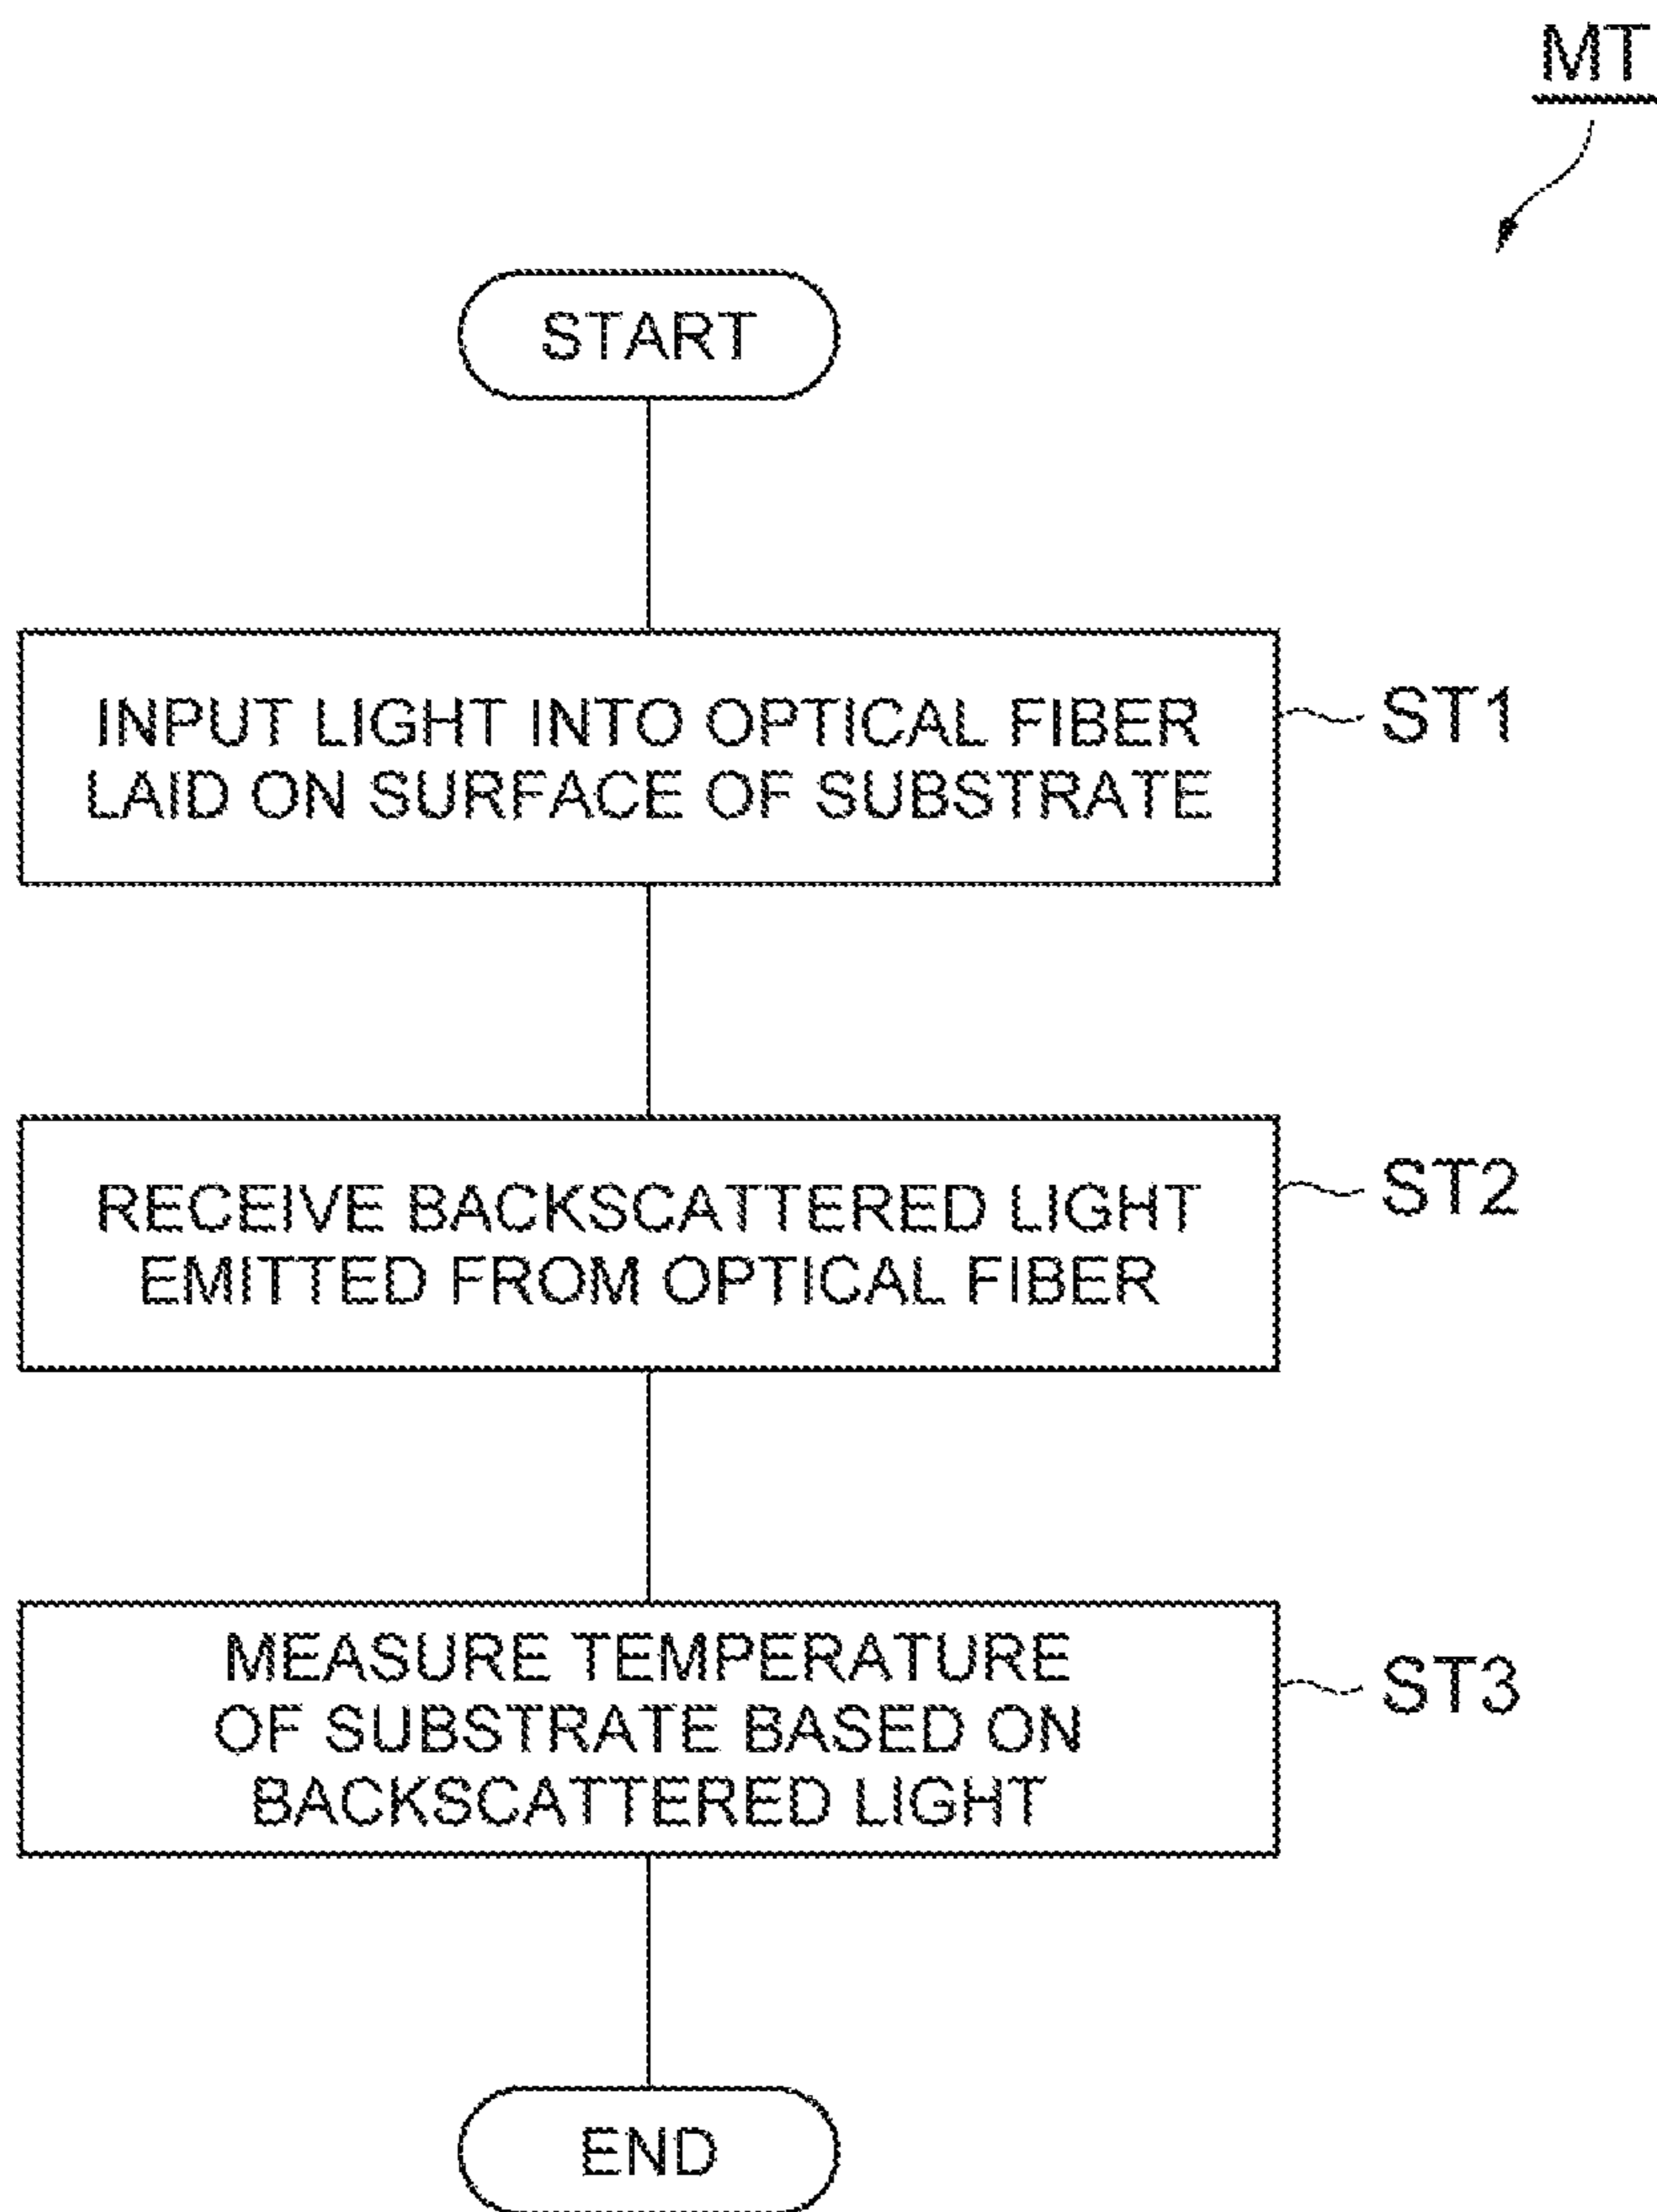 MT
START
INPUT LIGHT INTO OPTICAL FIBER
LAID ON SURFACE OF SUBSTRATE
ST1
RECEIVE BACKSCATTERED LIGHT
EMITTED FROM OPTICAL FIBER
ST2
MEASURE TEMPERATURE
OF SUBSTRATE BASED ON
BACKSCATTERED LIGHT
ST3
END